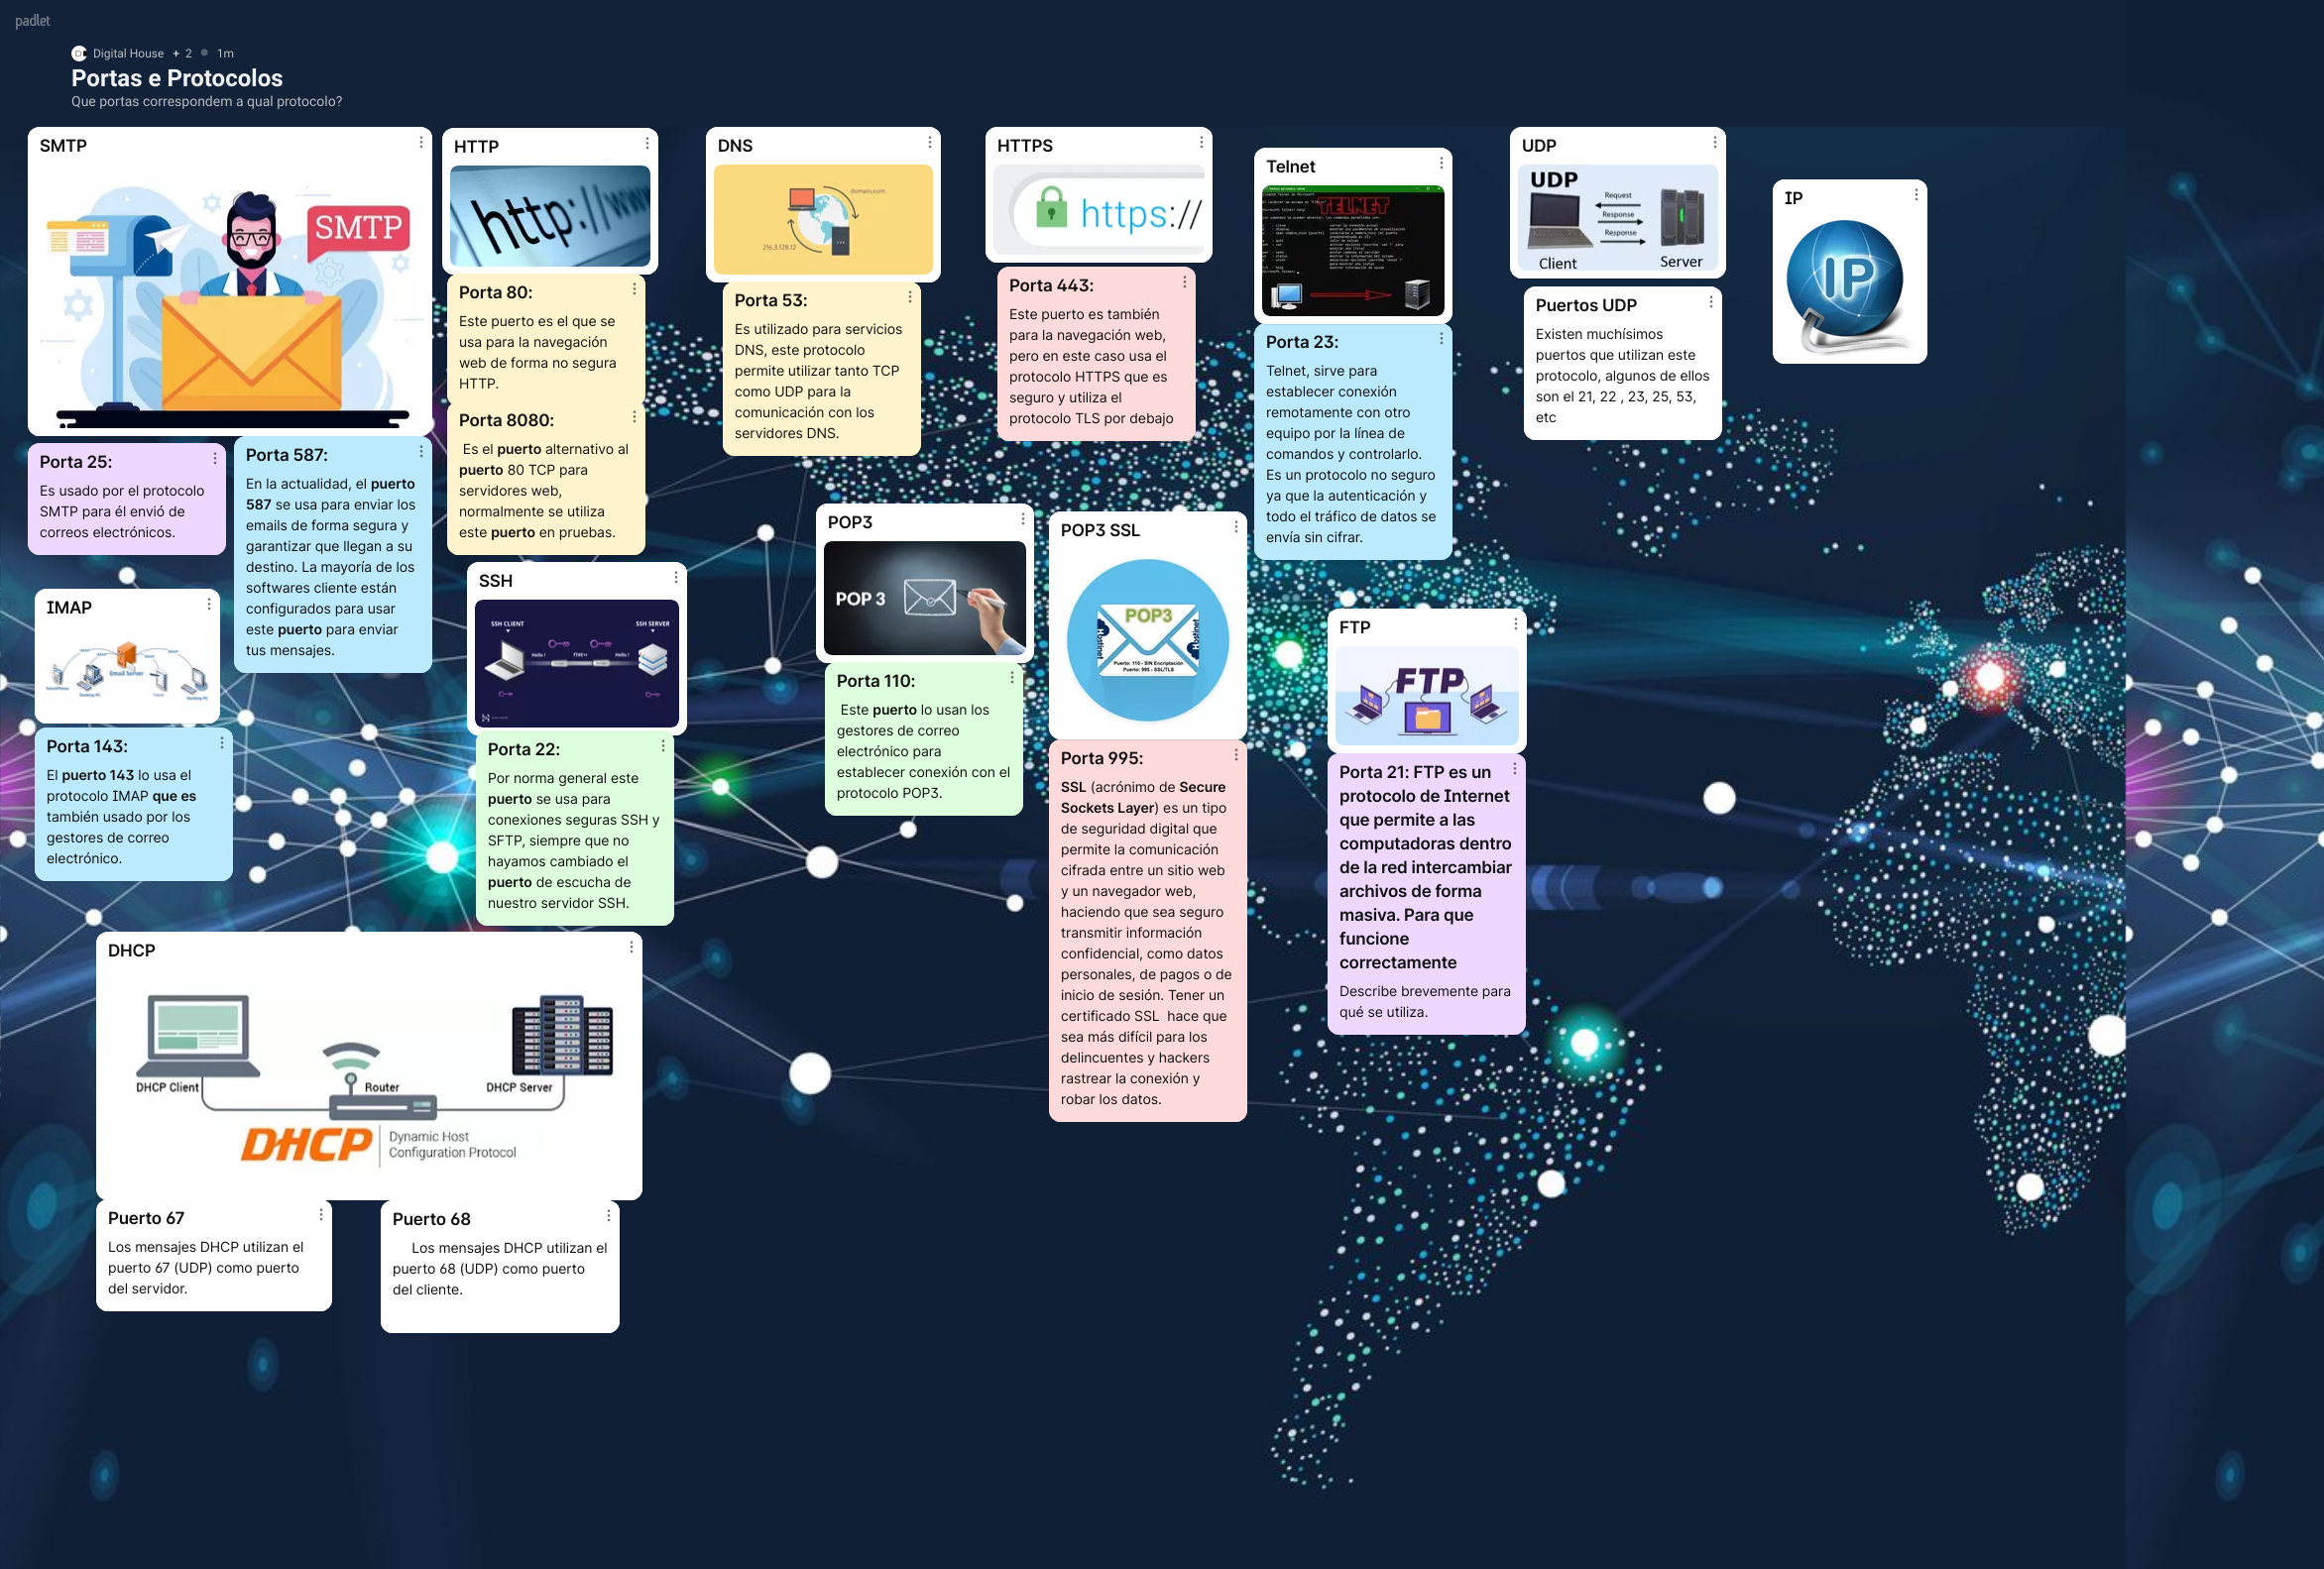 padlet
Digital House + 2 1m
Portas e Protocolos
Que portas correspondem a qual protocolo?
SMTP
SMTP
Porta 25:
Es usado por el protocolo
SMTP para él envió de
correos electrónicos.
Porta 587:
En la actualidad, el puerto
587 se usa para enviar los
emails de forma segura y
garantizar que llegan a su
destino. La mayoría de los
softwares cliente están
configurados para usar
este puerto para enviar
tus mensajes.
IMAP
Email Server
Porta 143:
El puerto 143 lo usa el
protocolo IMAP que es
también usado por los
gestores de correo
electrónico.
HTTP
http://www
Porta 80:
Este puerto es el que se
usa para la navegación
web de forma no segura
HTTP.
Porta 8080:
Es el puerto alternativo al
puerto 80 TCP para
servidores web,
normalmente se utiliza
este puerto en pruebas.
SSH
SSH CLIENT
SSH SERVER
Porta 22:
Por norma general este
puerto se usa para
conexiones seguras SSH y
SFTP, siempre que no
hayamos cambiado el
puerto de escucha de
nuestro servidor SSH.
DHCP
DHCP Client
Router
DHCP Server
DHCP
Dynamic Host
Configuration Protocol
Puerto 67
Los mensajes DHCP utilizan el
puerto 67 (UDP) como puerto
del servidor.
Puerto 68
Los mensajes DHCP utilizan el
puerto 68 (UDP) como puerto
del cliente.
DNS
domain.com
216.3.128.12
Porta 53:
Es utilizado para servicios
DNS, este protocolo
permite utilizar tanto TCP
como UDP para la
comunicación con los
servidores DNS.
HTTPS
https://
Porta 443:
Este puerto es también
para la navegación web,
pero en este caso usa el
protocolo HTTPS que es
seguro y utiliza el
protocolo TLS por debajo
POP3
POP 3
Porta 110:
Este puerto lo usan los
gestores de correo
electrónico para
establecer conexión con el
protocolo POP3.
POP3 SSL
POP3
Hostinet
Hostinet
Puerto: 110 - SIN Encriptación
Puerto: 995 - SSL/TLS
Porta 995:
SSL (acrónimo de Secure
Sockets Layer) es un tipo
de seguridad digital que
permite la comunicación
cifrada entre un sitio web
y un navegador web,
haciendo que sea seguro
transmitir información
confidencial, como datos
personales, de pagos o de
inicio de sesión. Tener un
certificado SSL hace que
sea más difícil para los
delincuentes y hackers
rastrear la conexión y
robar los datos.
Telnet
TELNET
Porta 23:
Telnet, sirve para
establecer conexión
remotamente con otro
equipo por la línea de
comandos y controlarlo.
Es un protocolo no seguro
ya que la autenticación y
todo el tráfico de datos se
envía sin cifrar.
FTP
FTP
Porta 21: FTP es un
protocolo de Internet
que permite a las
computadoras dentro
de la red intercambiar
archivos de forma
masiva. Para que
funcione
correctamente
Describe brevemente para
qué se utiliza.
UDP
UDP
Request
Response
Response
Client
Server
Puertos UDP
Existen muchísimos
puertos que utilizan este
protocolo, algunos de ellos
son el 21, 22 , 23, 25, 53,
etc
IP
IP